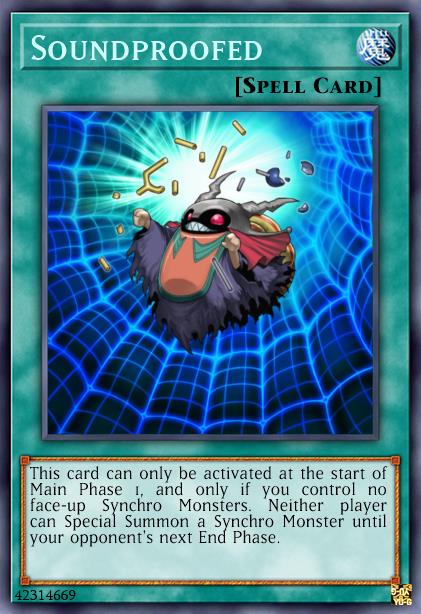 Soundproofed
魔
[Spell Card]
This card can only be activated at the start of
Main Phase 1, and only if you control no
face-up Synchro Monsters. Neither player
can Special Summon a Synchro Monster until
your opponent's next End Phase.
42314669